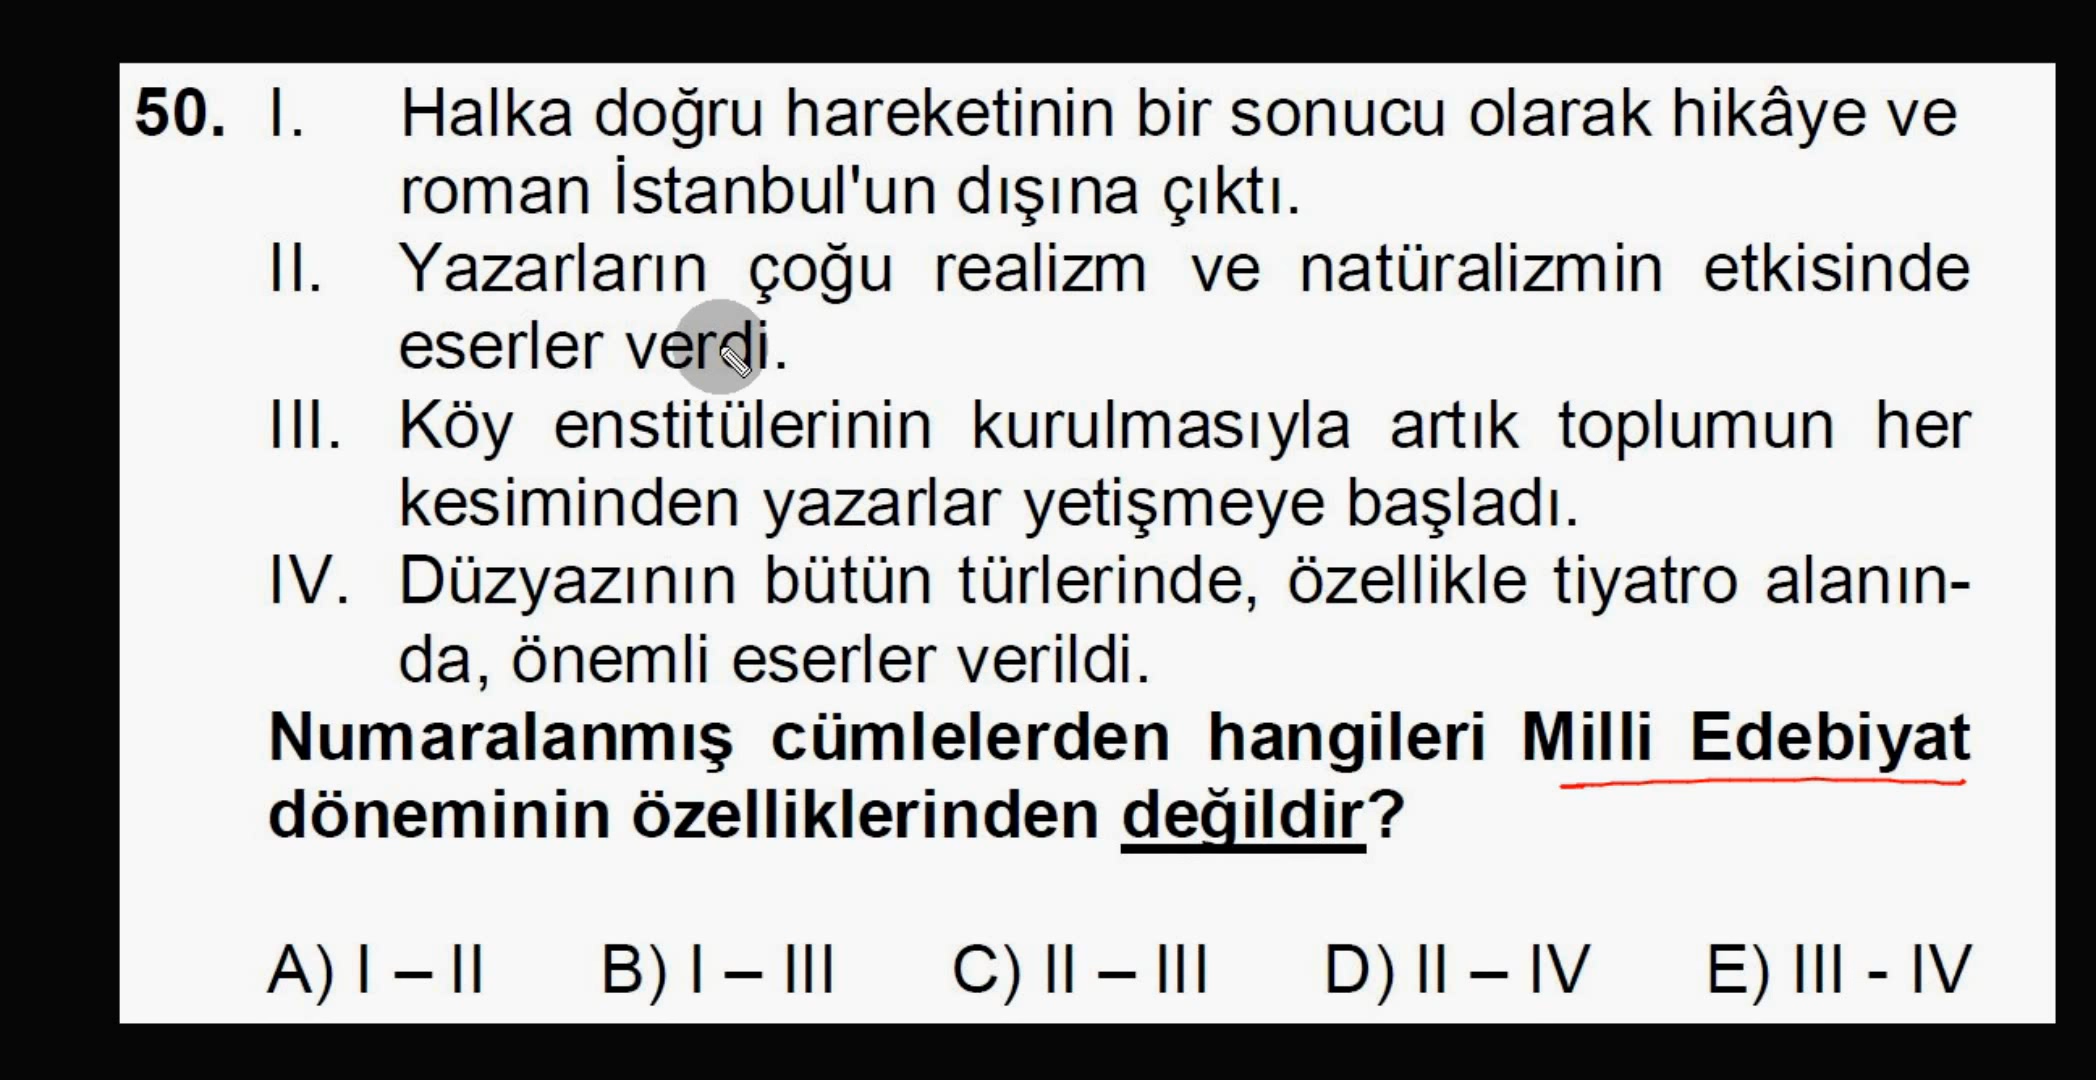 50. I. Halka doğru hareketinin bir sonucu olarak hikâye ve
roman İstanbul'un dışına çıktı.
II. Yazarların çoğu realizm ve natüralizmin etkisinde
eserler verdi.
III. Köy enstitülerinin kurulmasıyla artık toplumun her
kesiminden yazarlar yetişmeye başladı.
IV. Düzyazının bütün türlerinde, özellikle tiyatro alanın-
da, önemli eserler verildi.
Numaralanmış cümlelerden hangileri Milli Edebiyat
döneminin özelliklerinden değildir?
A) I – II B) I – III C) II – III D) II – IV E) III - IV